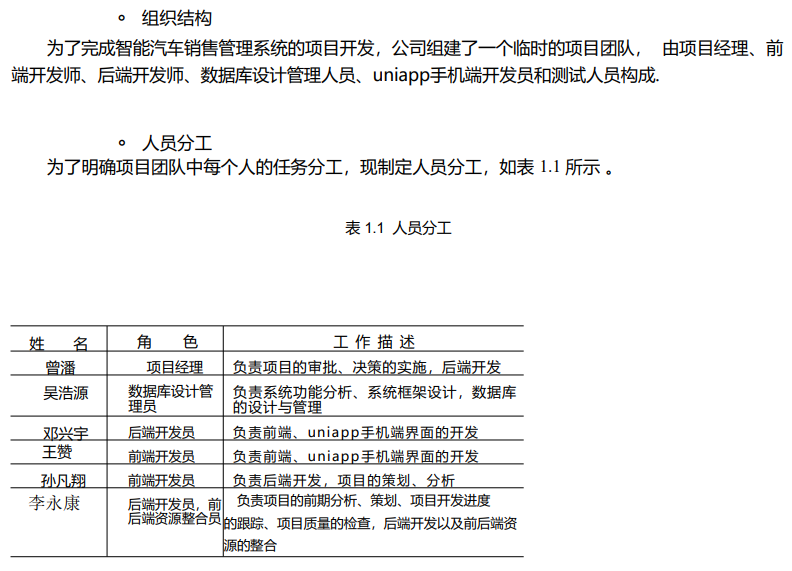 组织结构
为了完成智能汽车销售管理系统的项目开发，公司组建了一个临时的项目团队， 由项目经理、前
端开发师、后端开发师、数据库设计管理人员、uniapp手机端开发员和测试人员构成.
人员分工
为了明确项目团队中每个人的任务分工，现制定人员分工，如表 1.1 所示 。
表 1.1 人员分工
姓 名 角 色 工 作 描 述
曾潘 项目经理 负责项目的审批、决策的实施，后端开发
吴浩源 数据库设计管 负责系统功能分析、系统框架设计，数据库
理员 的设计与管理
邓兴宇 后端开发员 负责前端、uniapp手机端界面的开发
王赞 前端开发员 负责前端、uniapp手机端界面的开发
孙凡翔 前端开发员 负责后端开发，项目的策划、分析
李永康 后端开发员，前 负责项目的前期分析、策划、项目开发进度
后端资源整合员 的跟踪、项目质量的检查，后端开发以及前后端资
源的整合